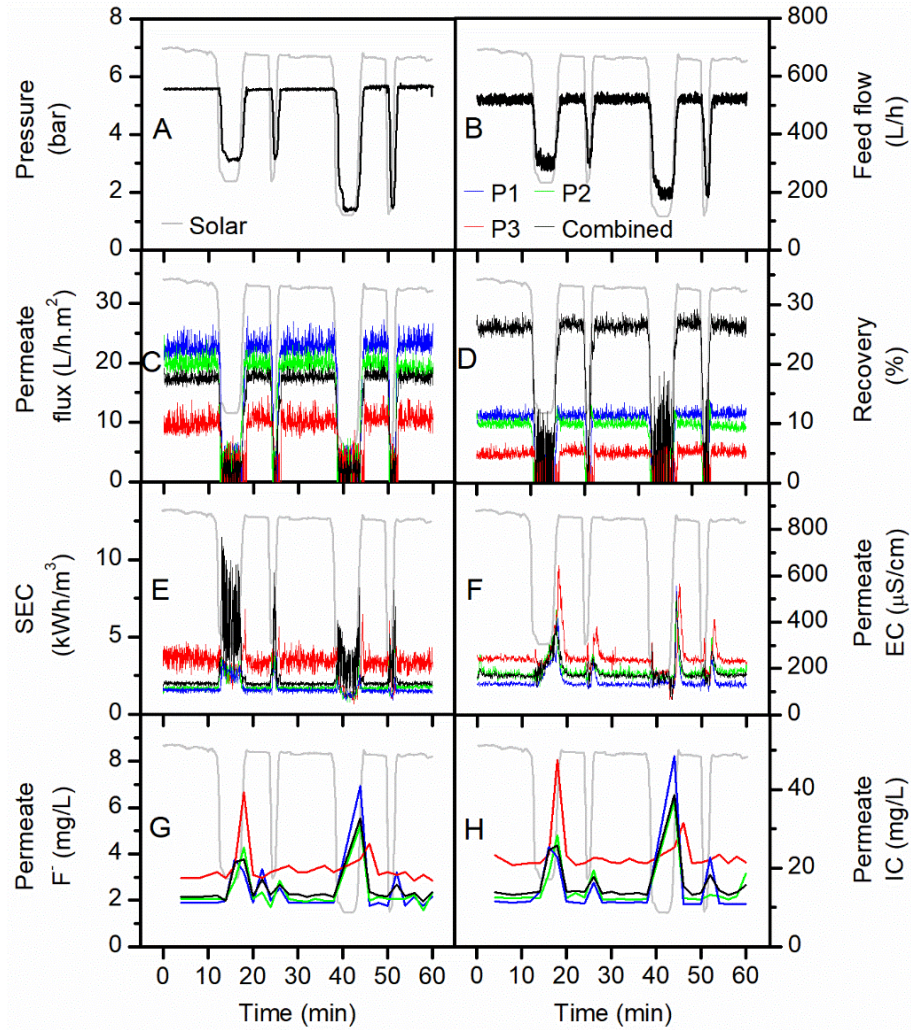 8
6
4
2
0
Pressure
(bar)
A
Solar
800
600
400
200
0
Feed flow
(L/h)
B
P1
P2
P3
Combined
30
20
10
0
Permeate
flux (L/h.m²)
C
30
20
10
0
Recovery
(%)
D
10
5
0
SEC
(kWh/m³)
E
800
600
400
200
0
Permeate
EC (µS/cm)
F
8
6
4
2
0
Permeate
F⁻ (mg/L)
G
40
20
0
Permeate
IC (mg/L)
H
0 10 20 30 40 50 60
Time (min)
0 10 20 30 40 50 60
Time (min)